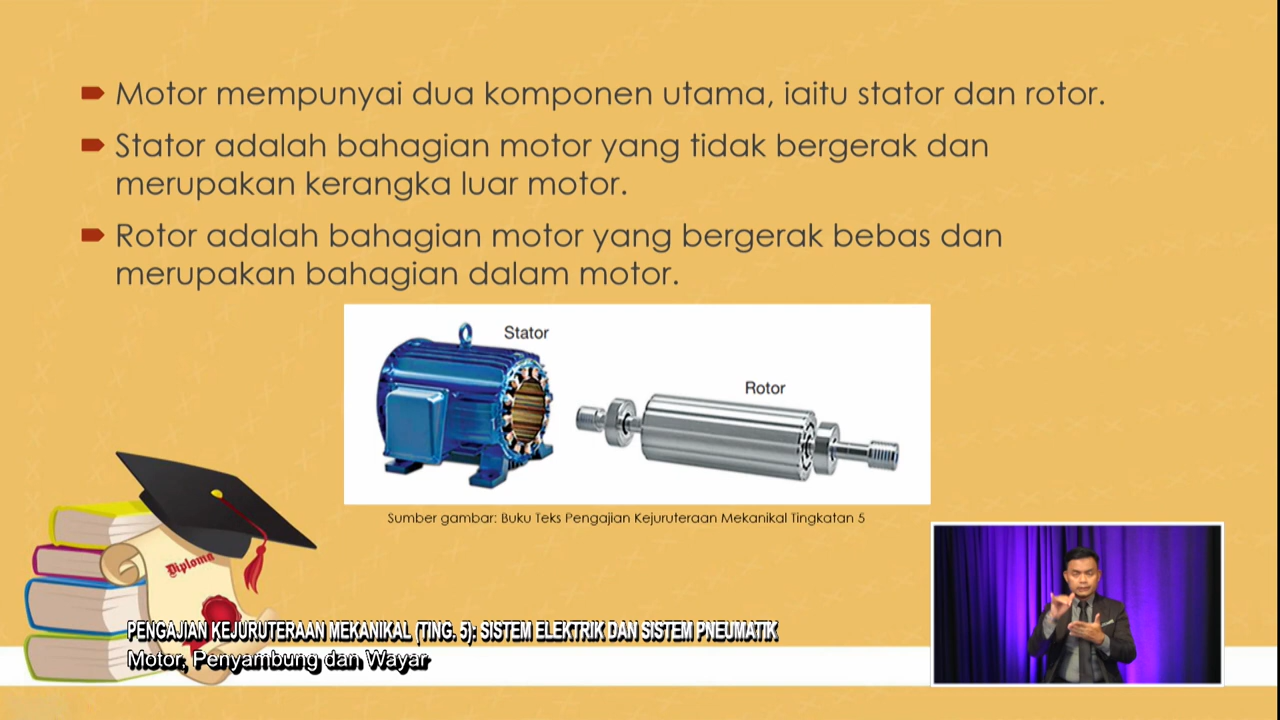 Motor mempunyai dua komponen utama, iaitu stator dan rotor.
Stator adalah bahagian motor yang tidak bergerak dan
merupakan kerangka luar motor.
Rotor adalah bahagian motor yang bergerak bebas dan
merupakan bahagian dalam motor.
Stator
Rotor
Sumber gambar: Buku Teks Pengajian Kejuruteraan Mekanikal Tingkatan 5
Diploma
PENGAJIAN KEJURUTERAAN MEKANIKAL (TING. 5): SISTEM ELEKTRIK DAN SISTEM PNEUMATIK
Motor, Penyambung dan Wayar